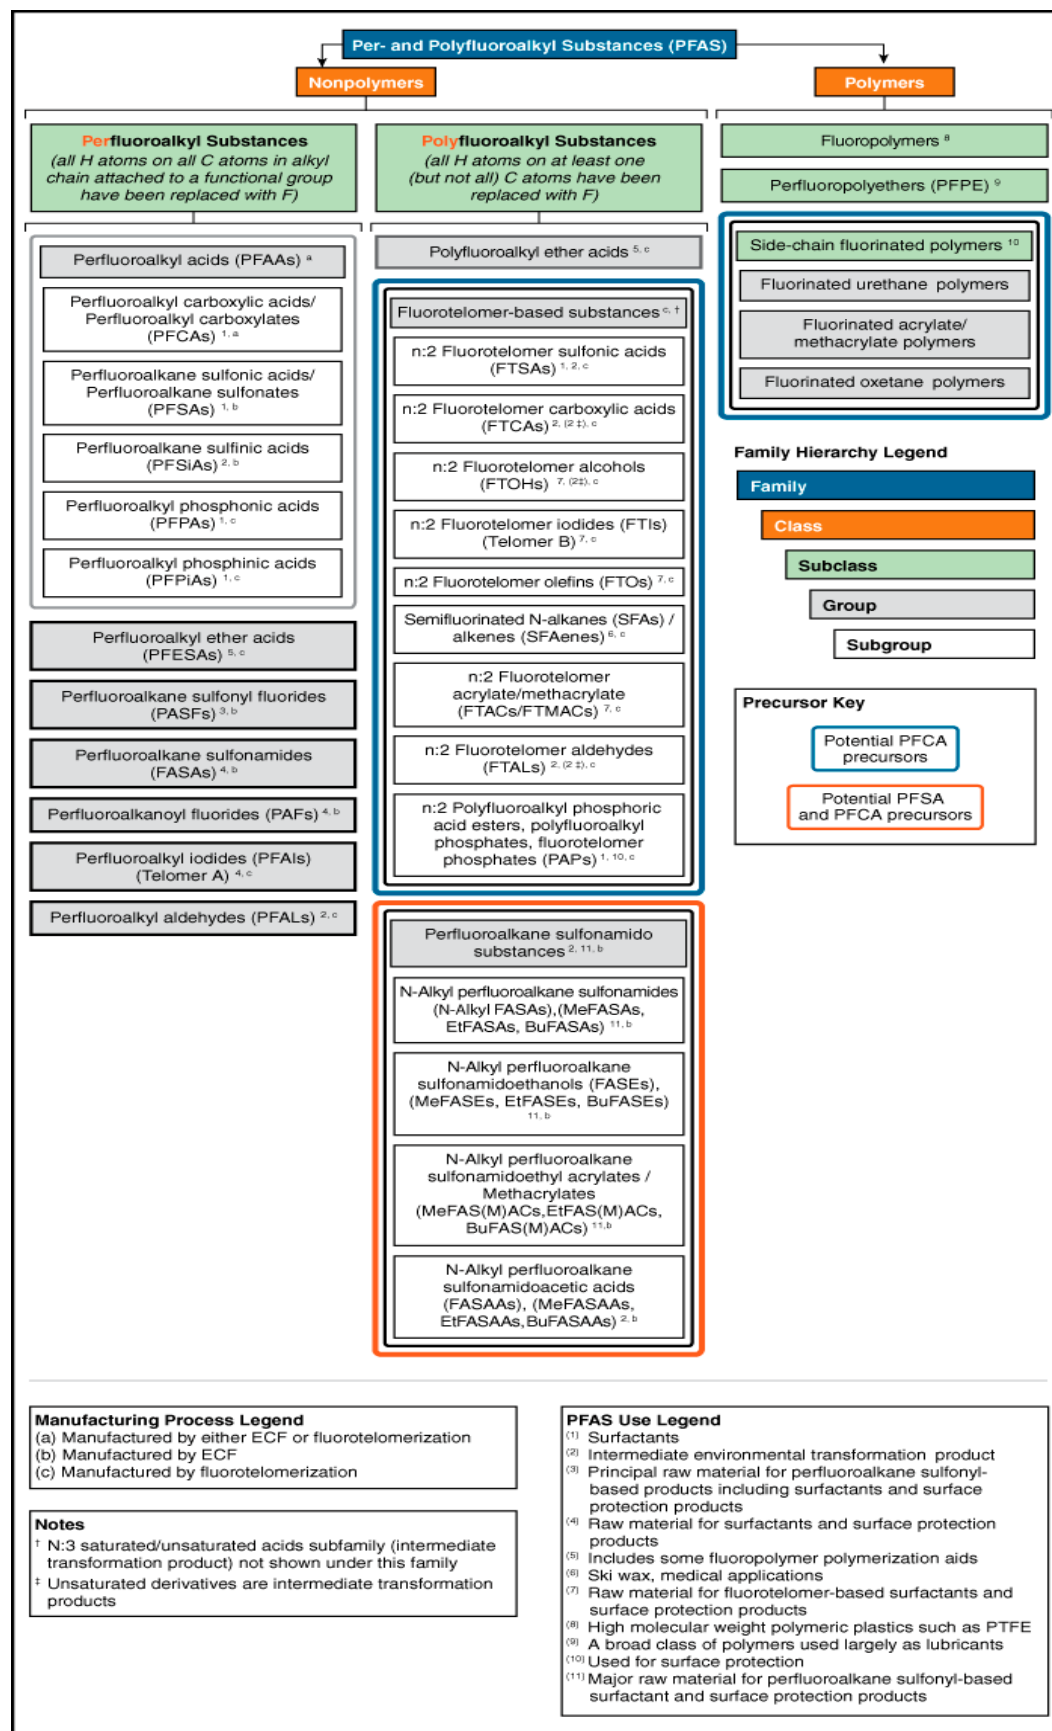 Per- and Polyfluoroalkyl Substances (PFAS)
Nonpolymers
Polymers
Perfluoroalkyl Substances
(all H atoms on all C atoms in alkyl
chain attached to a functional group
have been replaced with F)
Perfluoroalkyl acids (PFAAs) a
Perfluoroalkyl carboxylic acids/
Perfluoroalkyl carboxylates
(PFCAs) 1, a
Perfluoroalkane sulfonic acids/
Perfluoroalkane sulfonates
(PFSAs) 1, b
Perfluoroalkane sulfinic acids
(PFSiAs) 2, b
Perfluoroalkyl phosphonic acids
(PFPAs) 1, c
Perfluoroalkyl phosphinic acids
(PFPiAs) 1, c
Perfluoroalkyl ether acids
(PFESAs) 5, c
Perfluoroalkane sulfonyl fluorides
(PASFs) 3, b
Perfluoroalkane sulfonamides
(FASAs) 4, b
Perfluoroalkanoyl fluorides (PAFs) 4, b
Perfluoroalkyl iodides (PFAIs)
(Telomer A) 4, c
Perfluoroalkyl aldehydes (PFALs) 2, c
Polyfluoroalkyl Substances
(all H atoms on at least one
(but not all) C atoms have been
replaced with F)
Polyfluoroalkyl ether acids 5, c
Fluorotelomer-based substances c, †
n:2 Fluorotelomer sulfonic acids
(FTSAs) 1, 2, c
n:2 Fluorotelomer carboxylic acids
(FTCAs) 2, (2 ‡), c
n:2 Fluorotelomer alcohols
(FTOHs) 7, (2‡), c
n:2 Fluorotelomer iodides (FTIs)
(Telomer B) 7, c
n:2 Fluorotelomer olefins (FTOs) 7, c
Semifluorinated N-alkanes (SFAs) /
alkenes (SFAenes) 6, c
n:2 Fluorotelomer
acrylate/methacrylate
(FTACs/FTMACs) 7, c
n:2 Fluorotelomer aldehydes
(FTALs) 2, (2 ‡), c
n:2 Polyfluoroalkyl phosphoric
acid esters, polyfluoroalkyl
phosphates, fluorotelomer
phosphates (PAPs) 1, 10, c
Perfluoroalkane sulfonamido
substances 2, 11, b
N-Alkyl perfluoroalkane sulfonamides
(N-Alkyl FASAs),(MeFASAs,
EtFASAs, BuFASAs) 11, b
N-Alkyl perfluoroalkane
sulfonamidoethanols (FASEs),
(MeFASEs, EtFASEs, BuFASEs)
11, b
N-Alkyl perfluoroalkane
sulfonamidoethyl acrylates /
Methacrylates
(MeFAS(M)ACs,EtFAS(M)ACs,
BuFAS(M)ACs) 11,b
N-Alkyl perfluoroalkane
sulfonamidoacetic acids
(FASAAs), (MeFASAAs,
EtFASAAs,BuFASAAs) 2, b
Fluoropolymers 8
Perfluoropolyethers (PFPE) 9
Side-chain fluorinated polymers 10
Fluorinated urethane polymers
Fluorinated acrylate/
methacrylate polymers
Fluorinated oxetane polymers
Family Hierarchy Legend
Family
Class
Subclass
Group
Subgroup
Precursor Key
Potential PFCA
precursors
Potential PFSA
and PFCA precursors
Manufacturing Process Legend
(a) Manufactured by either ECF or fluorotelomerization
(b) Manufactured by ECF
(c) Manufactured by fluorotelomerization
Notes
† N:3 saturated/unsaturated acids subfamily (intermediate
transformation product) not shown under this family
‡ Unsaturated derivatives are intermediate transformation
products
PFAS Use Legend
(1) Surfactants
(2) Intermediate environmental transformation product
(3) Principal raw material for perfluoroalkane sulfonyl-
based products including surfactants and surface
protection products
(4) Raw material for surfactants and surface protection
products
(5) Includes some fluoropolymer polymerization aids
(6) Ski wax, medical applications
(7) Raw material for fluorotelomer-based surfactants and
surface protection products
(8) High molecular weight polymeric plastics such as PTFE
(9) A broad class of polymers used largely as lubricants
(10) Used for surface protection
(11) Major raw material for perfluoroalkane sulfonyl-based
surfactant and surface protection products